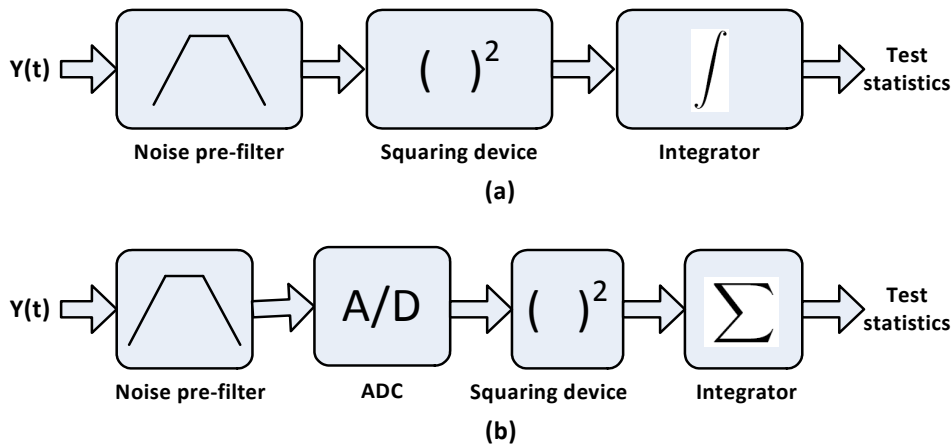 Y(t)
( )²
∫
Test
statistics
Noise pre-filter
Squaring device
Integrator
(a)
Y(t)
A/D
( )²
∑
Test
statistics
Noise pre-filter
ADC
Squaring device
Integrator
(b)